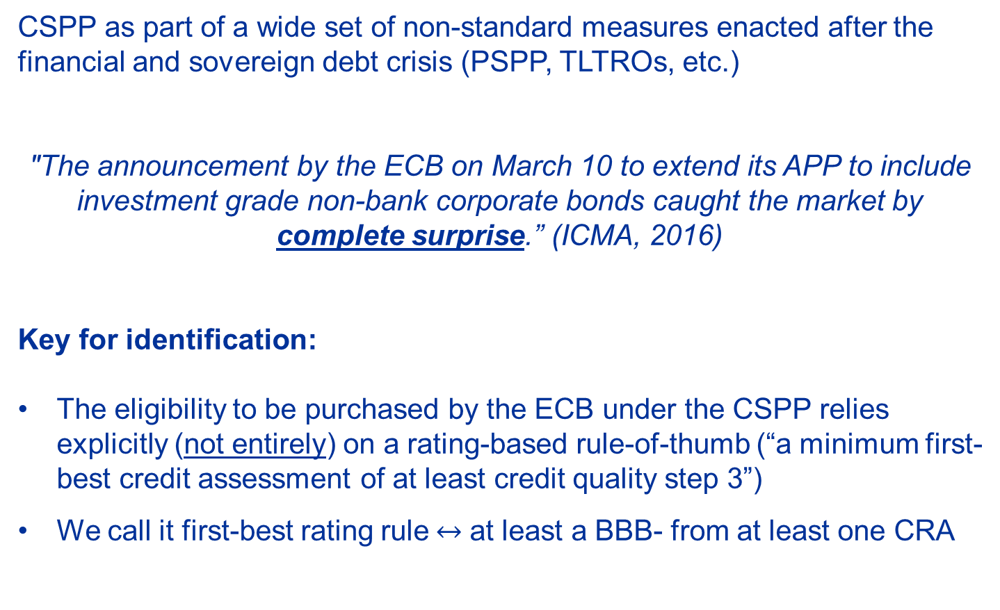 CSPP as part of a wide set of non-standard measures enacted after the
financial and sovereign debt crisis (PSPP, TLTROs, etc.)
"The announcement by the ECB on March 10 to extend its APP to include
investment grade non-bank corporate bonds caught the market by
complete surprise.” (ICMA, 2016)
Key for identification:
• The eligibility to be purchased by the ECB under the CSPP relies
explicitly (not entirely) on a rating-based rule-of-thumb (“a minimum first-
best credit assessment of at least credit quality step 3”)
• We call it first-best rating rule ↔ at least a BBB- from at least one CRA